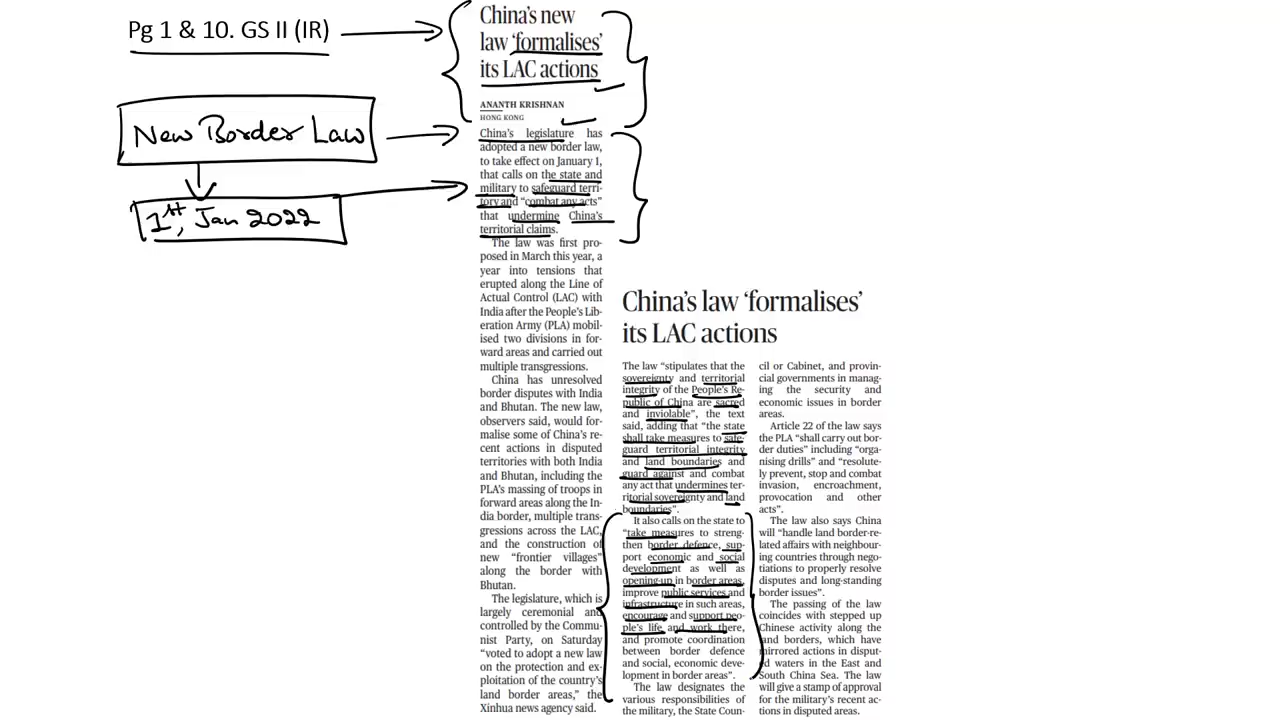 Pg 1 & 10. GS II (IR)
New Border Law
1st, Jan 2022
China's new
law 'formalises'
its LAC actions
ANANTH KRISHNAN
HONG KONG
China's legislature has
adopted a new border law,
to take effect on January 1,
that calls on the state and
military to safeguard terri-
tory and "combat any acts"
that undermine China's
territorial claims.
The law was first pro-
posed in March this year, a
year into tensions that
erupted along the Line of
Actual Control (LAC) with
India after the People's Lib-
eration Army (PLA) mobil-
ised two divisions in for-
ward areas and carried out
multiple transgressions.
China has unresolved
border disputes with India
and Bhutan. The new law,
observers said, would for-
malise some of China's re-
cent actions in disputed
territories with both India
and Bhutan, including the
PLA's massing of troops in
forward areas along the In-
dia border, multiple trans-
gressions across the LAC,
and the construction of
new "frontier villages"
along the border with
Bhutan.
The legislature, which is
largely ceremonial and
controlled by the Commu-
nist Party, on Saturday
"voted to adopt a new law
on the protection and ex-
ploitation of the country's
land border areas," the
Xinhua news agency said.
China's law 'formalises'
its LAC actions
The law "stipulates that the
sovereignty and territorial
integrity of the People's Re-
public of China are sacred
and inviolable", the text
said, adding that "the state
shall take measures to safe-
guard territorial integrity
and land boundaries and
guard against and combat
any act that undermines ter-
ritorial sovereignty and land
boundaries".
It also calls on the state to
"take measures to streng-
then border defence, sup-
port economic and social
development as well as
opening-up in border areas,
improve public services and
infrastructure in such areas,
encourage and support peo-
ple's life and work there,
and promote coordination
between border defence
and social, economic deve-
lopment in border areas".
The law designates the
various responsibilities of
the military, the State Coun-
cil or Cabinet, and provin-
cial governments in manag-
ing the security and
economic issues in border
areas.
Article 22 of the law says
the PLA "shall carry out bor-
der duties" including "orga-
nising drills" and "resolute-
ly prevent, stop and combat
invasion, encroachment,
provocation and other
acts".
The law also says China
will "handle land border-re-
lated affairs with neighbour-
ing countries through nego-
tiations to properly resolve
disputes and long-standing
border issues".
The passing of the law
coincides with stepped up
Chinese activity along the
land borders, which have
mirrored actions in disput-
ed waters in the East and
South China Sea. The law
will give a stamp of approval
for the military's recent ac-
tions in disputed areas.